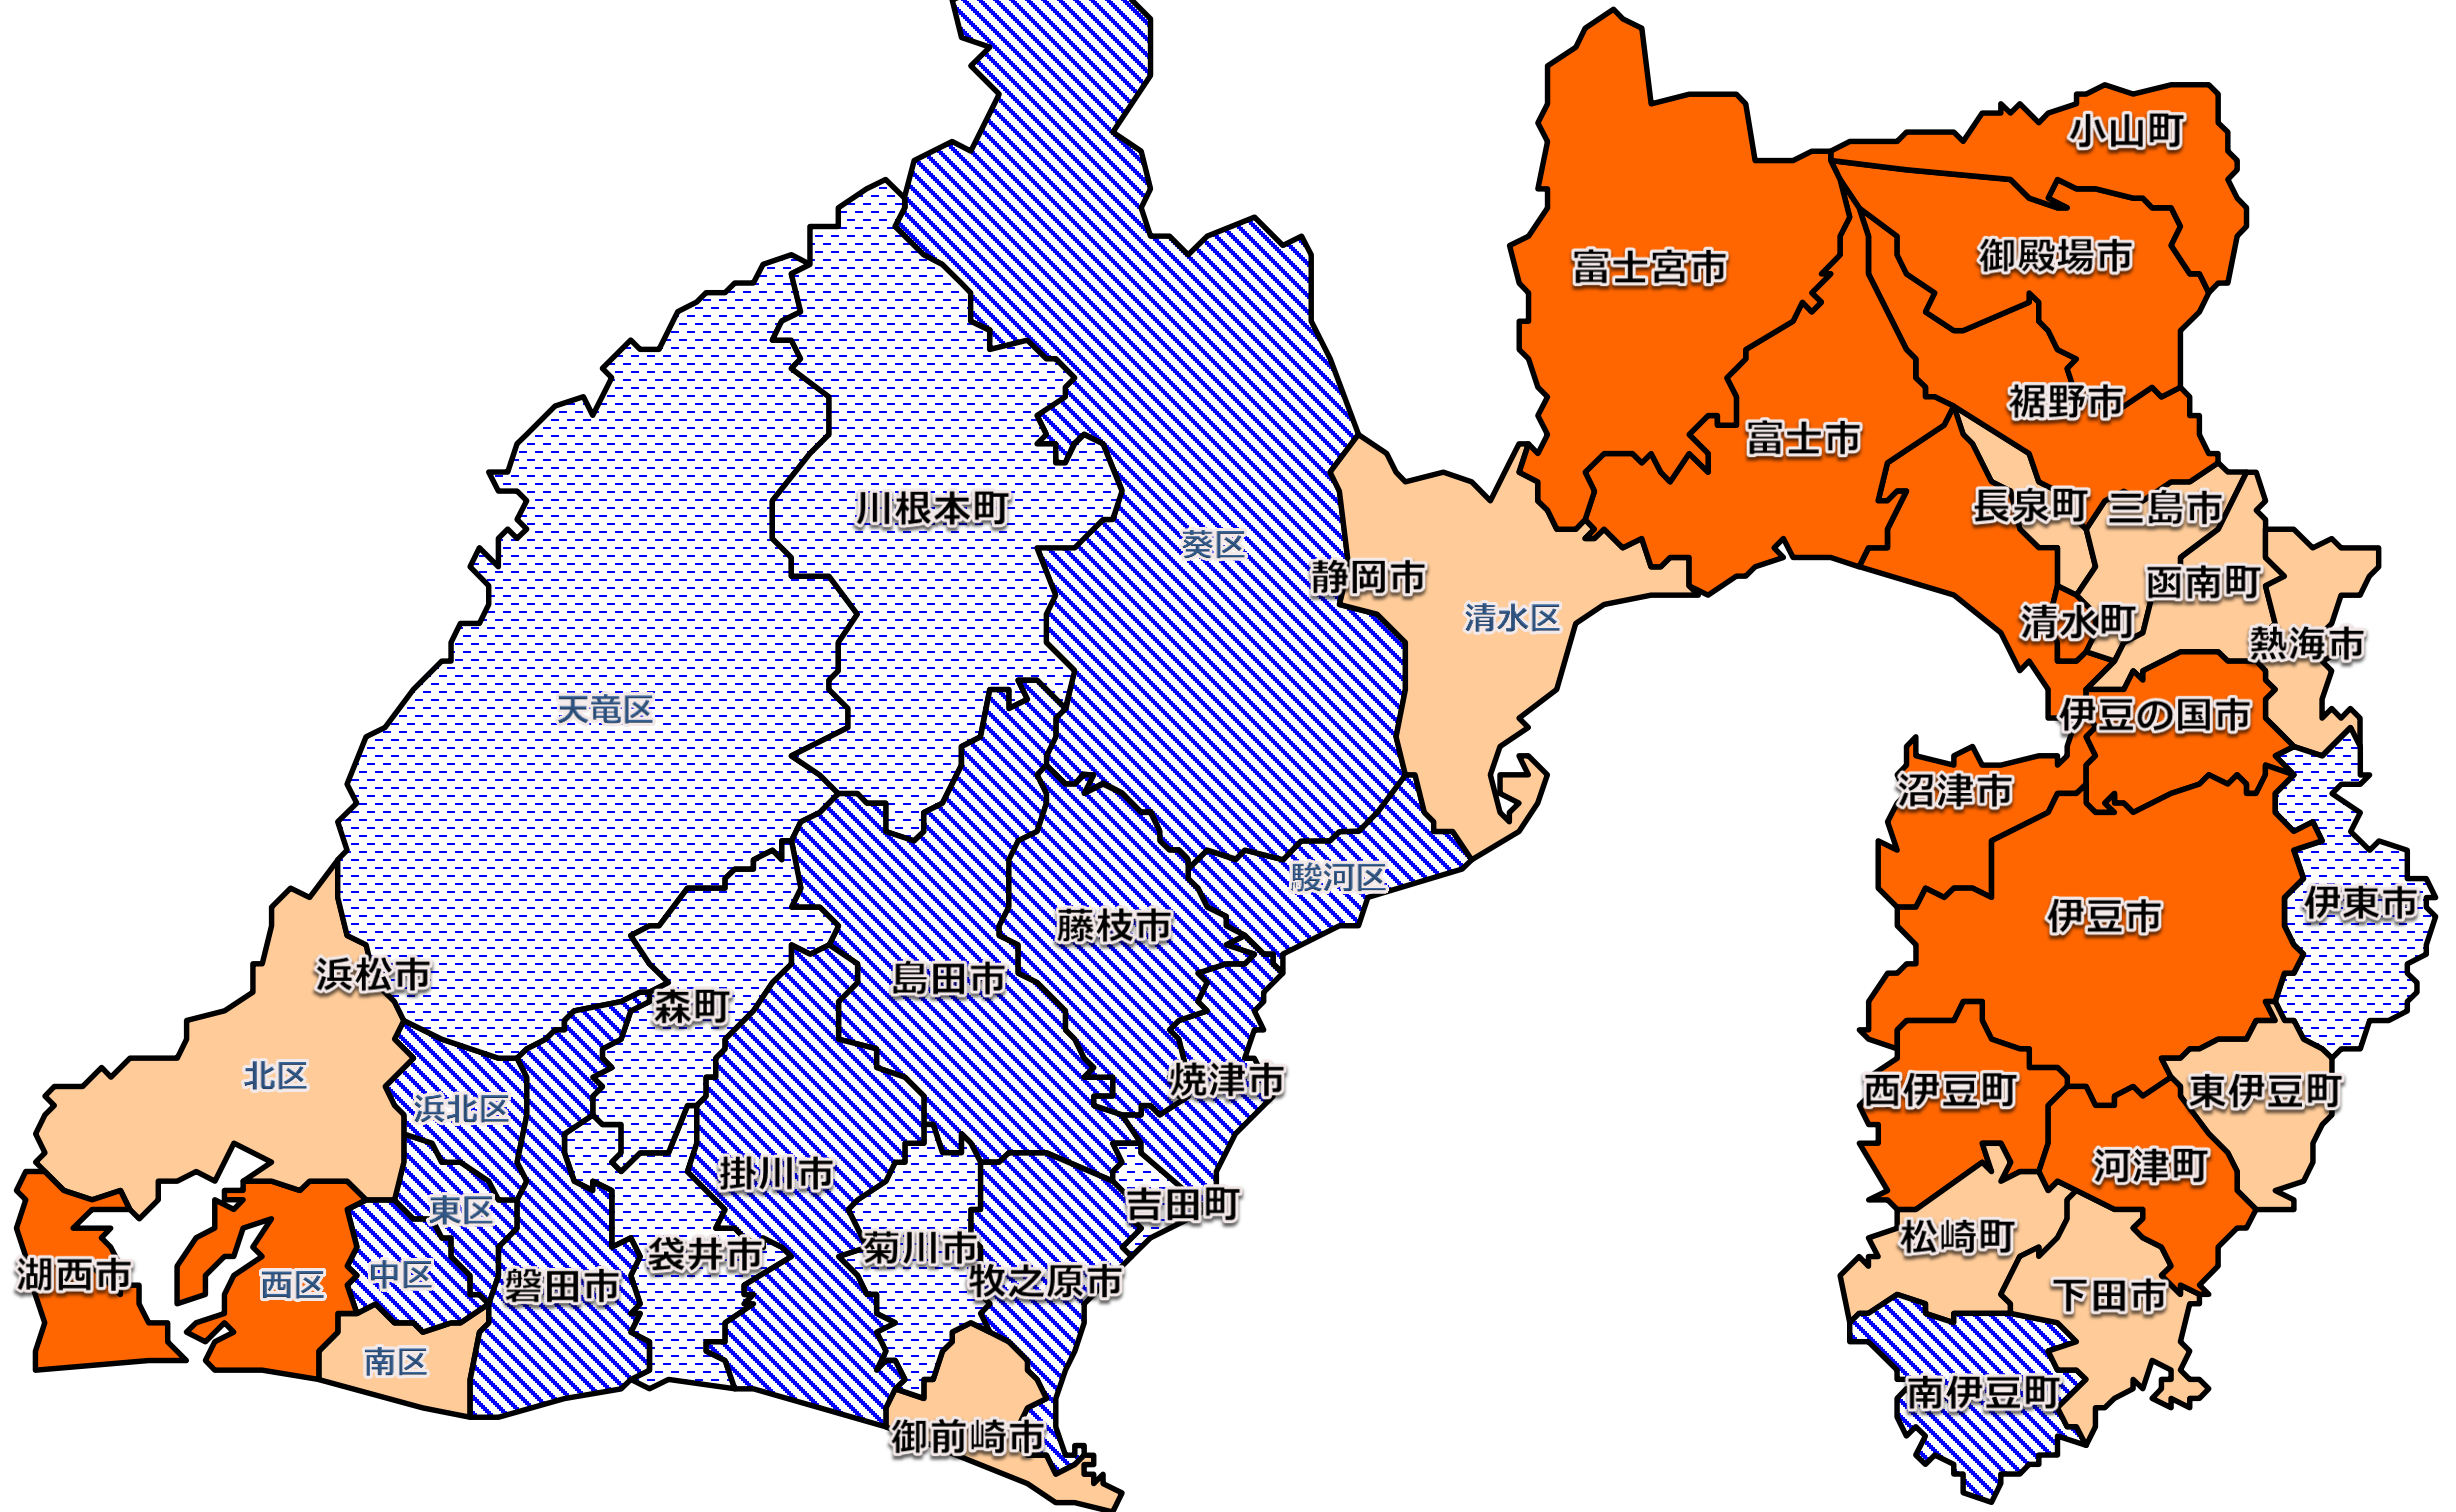 小山町
御殿場市
富士宮市
裾野市
富士市
川根本町
長泉町
三島市
葵区
静岡市
函南町
清水区
清水町
熱海市
天竜区
伊豆の国市
沼津市
駿河区
伊東市
伊豆市
藤枝市
浜松市
島田市
森町
北区
焼津市
西伊豆町
東伊豆町
浜北区
掛川市
河津町
東区
吉田町
松崎町
菊川市
袋井市
湖西市
西区
中区
磐田市
牧之原市
下田市
南区
南伊豆町
御前崎市